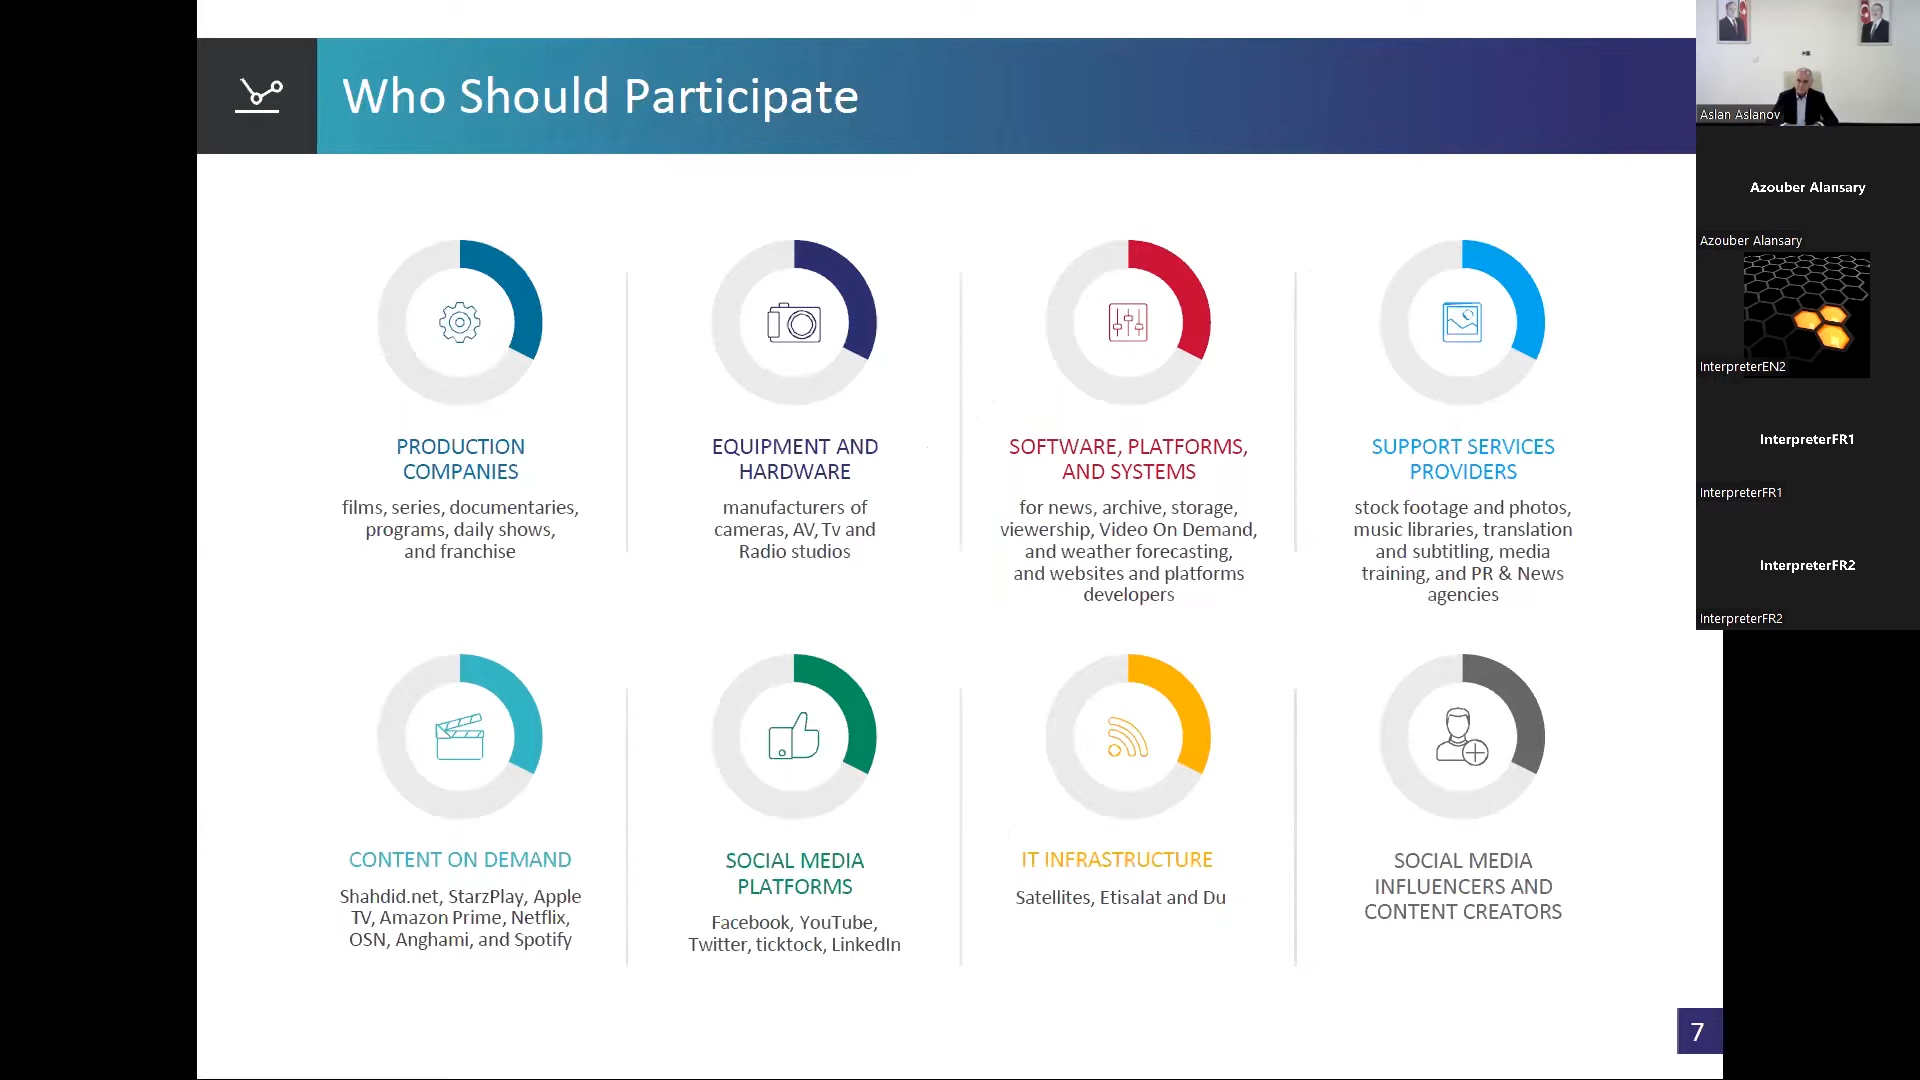 Who Should Participate
PRODUCTION
COMPANIES
films, series, documentaries,
programs, daily shows,
and franchise
EQUIPMENT AND
HARDWARE
manufacturers of
cameras, AV, Tv and
Radio studios
SOFTWARE, PLATFORMS,
AND SYSTEMS
for news, archive, storage,
viewership, Video On Demand,
and weather forecasting,
and websites and platforms
developers
SUPPORT SERVICES
PROVIDERS
stock footage and photos,
music libraries, translation
and subtitling, media
training, and PR & News
agencies
CONTENT ON DEMAND
Shahdid.net, StarzPlay, Apple
TV, Amazon Prime, Netflix,
OSN, Anghami, and Spotify
SOCIAL MEDIA
PLATFORMS
Facebook, YouTube,
Twitter, ticktock, LinkedIn
IT INFRASTRUCTURE
Satellites, Etisalat and Du
SOCIAL MEDIA
INFLUENCERS AND
CONTENT CREATORS
7
Aslan Aslanov
Azouber Alansary
Azouber Alansary
InterpreterEN2
InterpreterFR1
InterpreterFR1
InterpreterFR2
InterpreterFR2